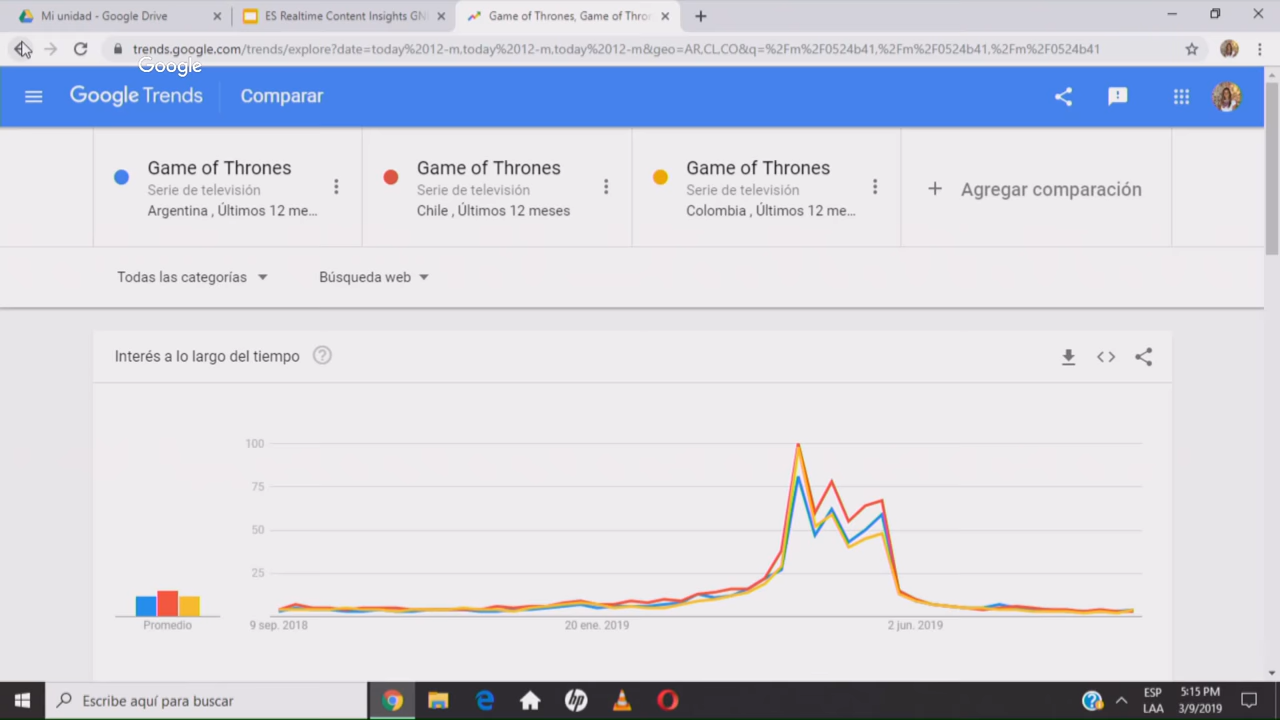 Mi unidad - Google Drive
ES Realtime Content Insights GN
Game of Thrones, Game of Thron
trends.google.com/trends/explore?date=today%2012-m,today%2012-m,today%2012-m&geo=AR,CL,CO&q=%2Fm%2F0524b41,%2Fm%2F0524b41,%2Fm%2F0524b41
Google
Google Trends
Comparar
Game of Thrones
Serie de televisión
Argentina , Últimos 12 me...
Game of Thrones
Serie de televisión
Chile , Últimos 12 meses
Game of Thrones
Serie de televisión
Colombia , Últimos 12 me...
+ Agregar comparación
Todas las categorías
Búsqueda web
Interés a lo largo del tiempo
?
100
75
50
25
Promedio
9 sep. 2018
20 ene. 2019
2 jun. 2019
Escribe aquí para buscar
hp
?
ESP
LAA
5:15 PM
3/9/2019